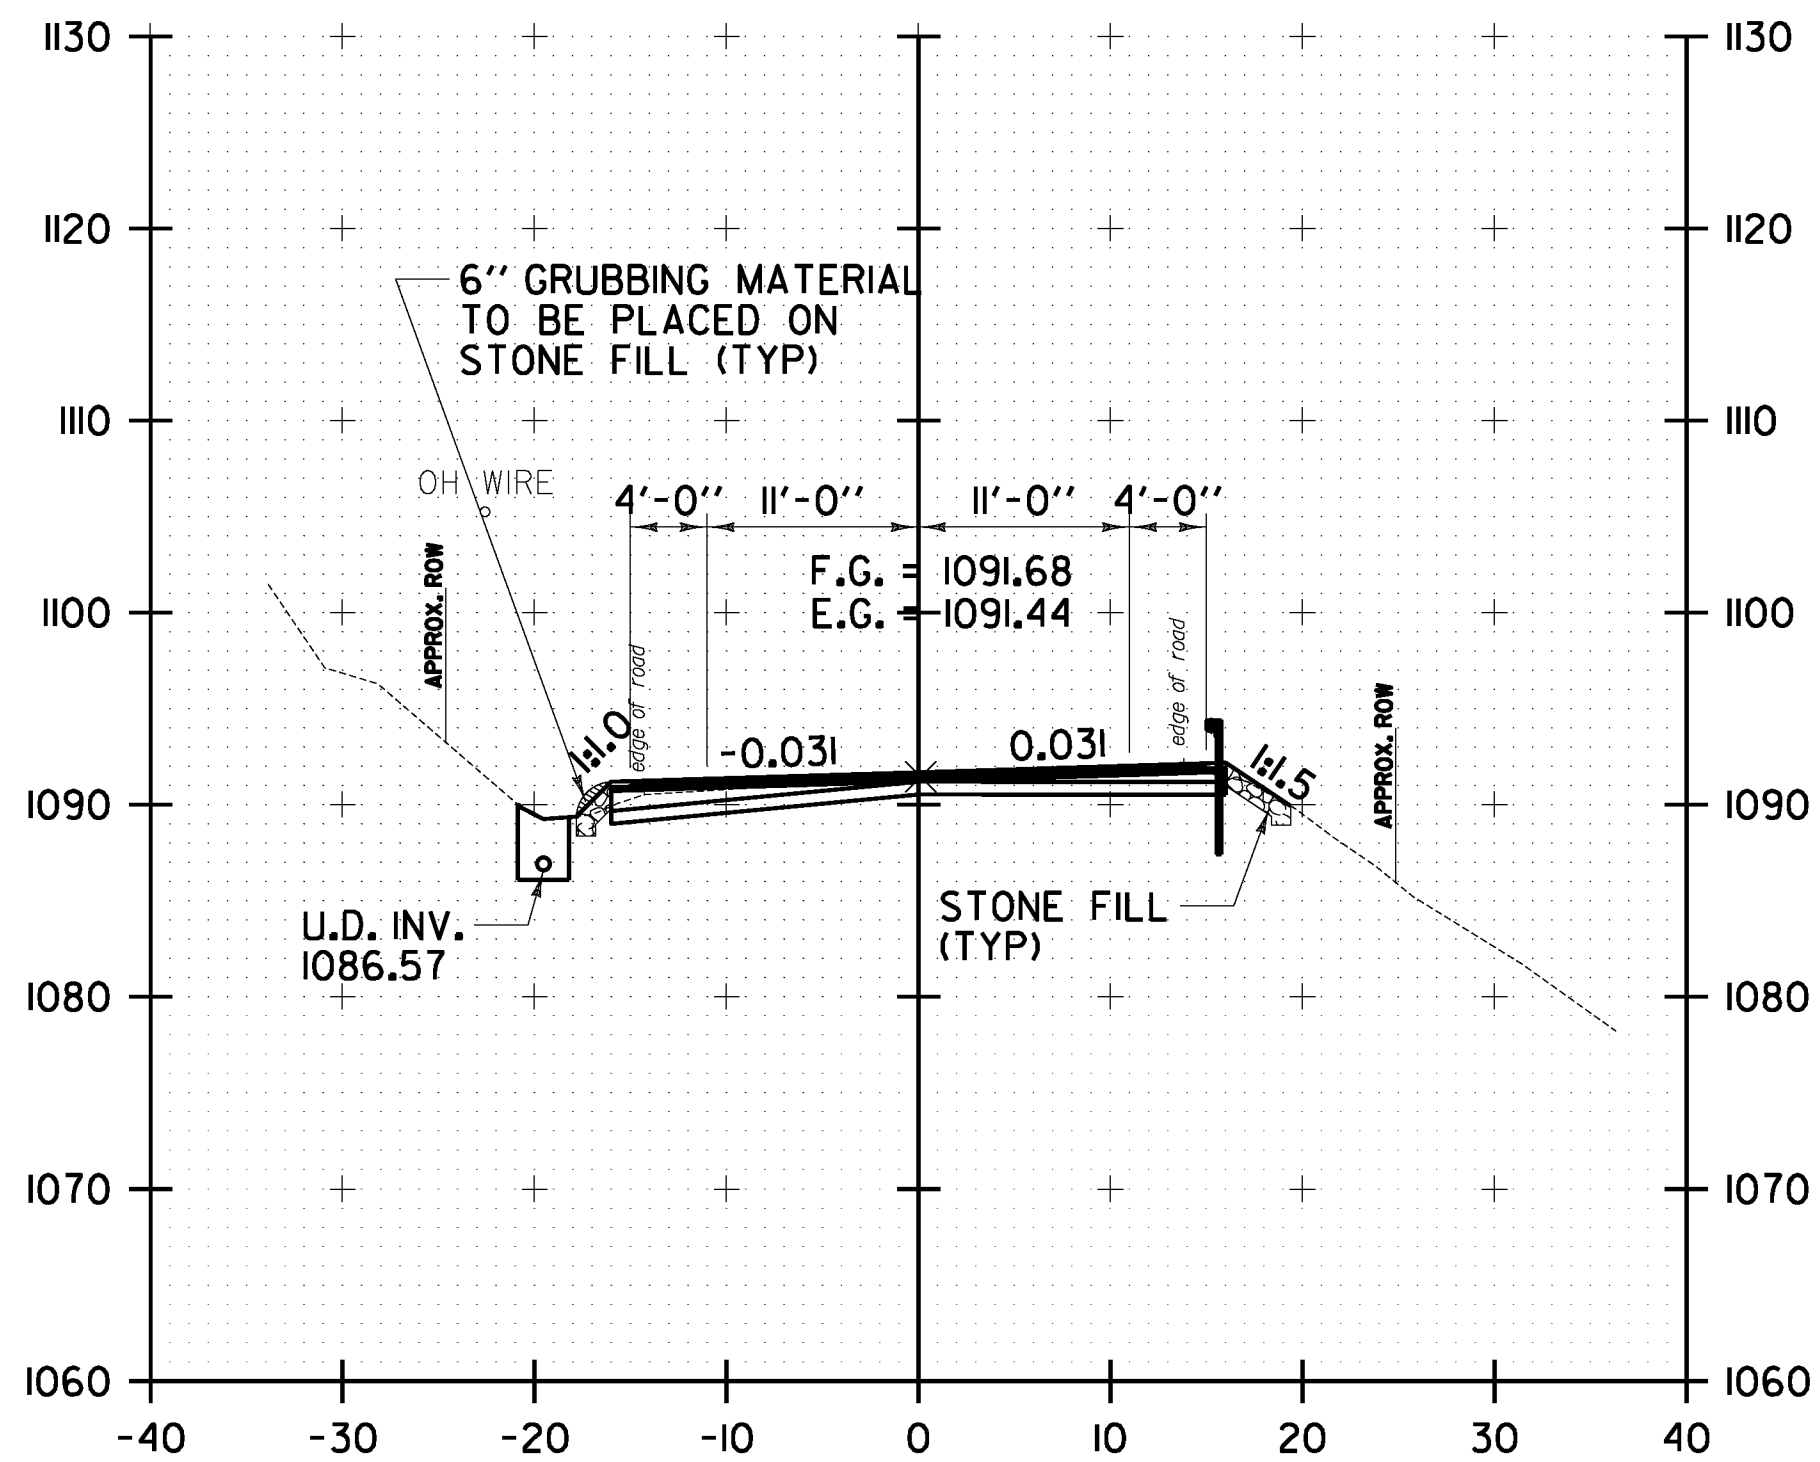 1130 1130
1120 1120
6" GRUBBING MATERIAL
TO BE PLACED ON
STONE FILL (TYP)
1110 1110
OH WIRE
4'-0" 11'-0" 11'-0" 4'-0"
F.G. = 1091.68
1100 E.G. = 1091.44 1100
APPROX. ROW
edge of road
edge of road
APPROX. ROW
1:1.0
-0.031 0.031
1:1.5
1090 1090
STONE FILL
(TYP)
U.D. INV.
1086.57
1080 1080
1070 1070
1060 1060
-40 -30 -20 -10 0 10 20 30 40